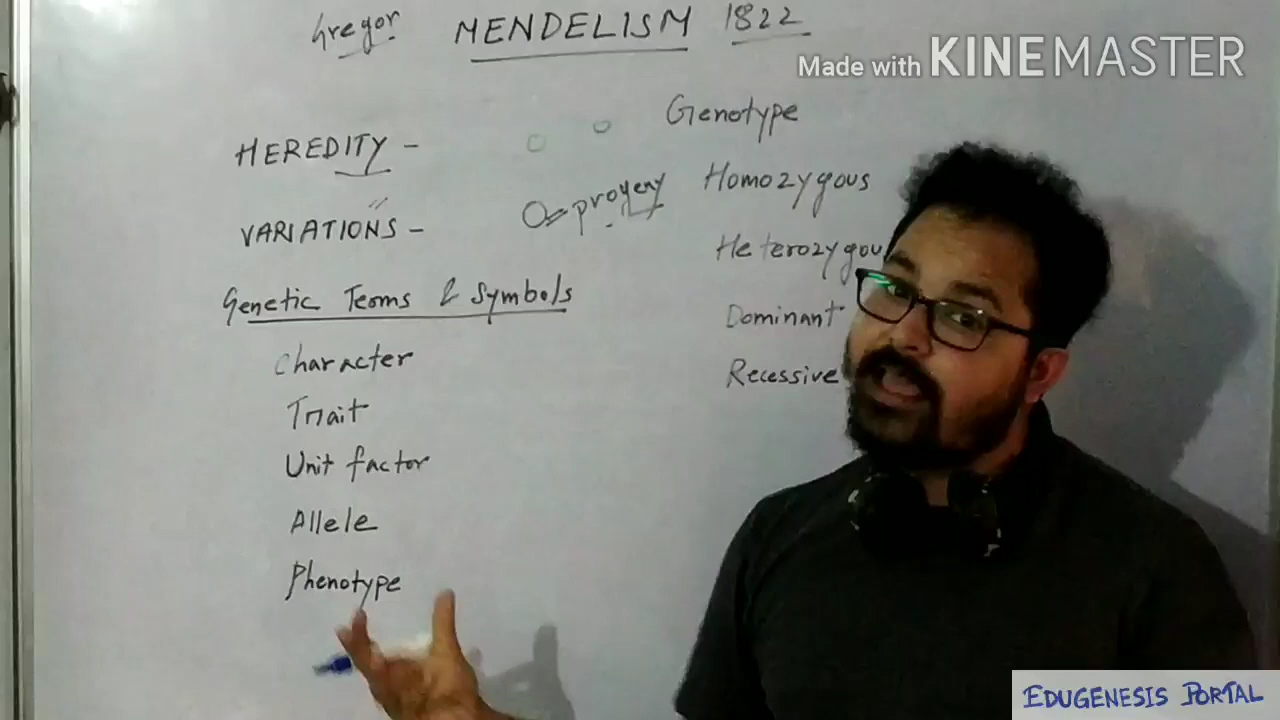 Gregor MENDELISM 1822
Made with KINEMASTER
HEREDITY -
VARIATIONS -
progeny
Genetic Terms & Symbols
Character
Trait
Unit factor
Allele
Phenotype
Genotype
Homozygous
Heterozygou
Dominant
Recessive
EDUGENESIS PORTAL